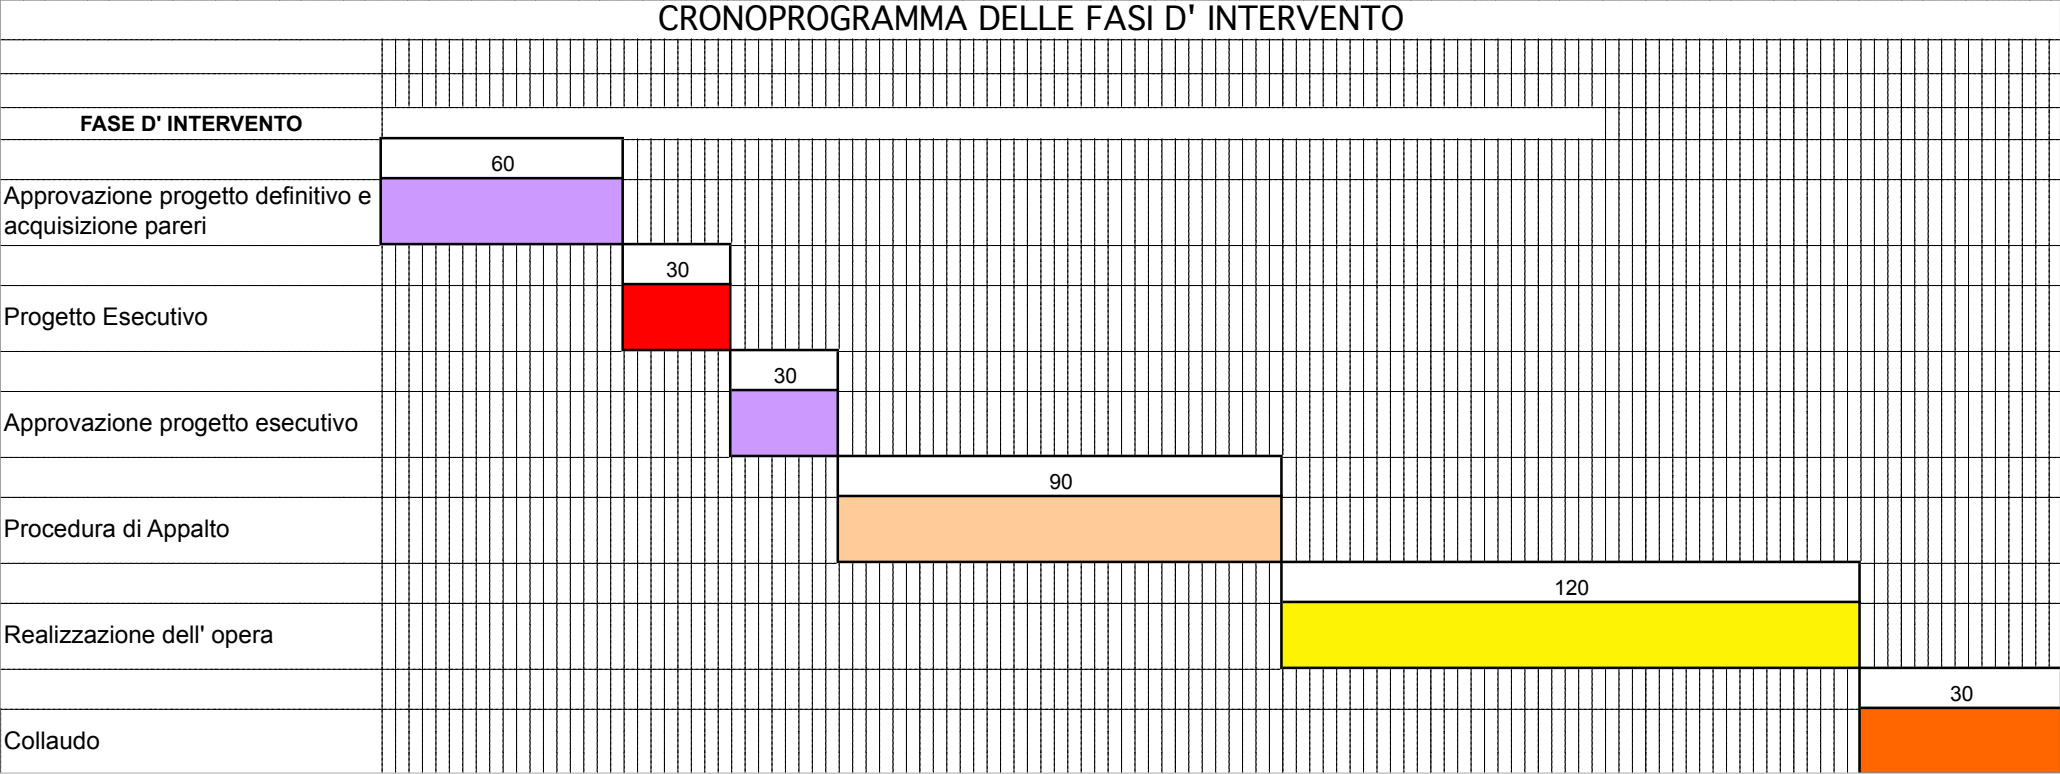 CRONOPROGRAMMA DELLE FASI D' INTERVENTO
FASE D' INTERVENTO
60
Approvazione progetto definitivo e
acquisizione pareri
30
Progetto Esecutivo
30
Approvazione progetto esecutivo
90
Procedura di Appalto
120
Realizzazione dell' opera
30
Collaudo